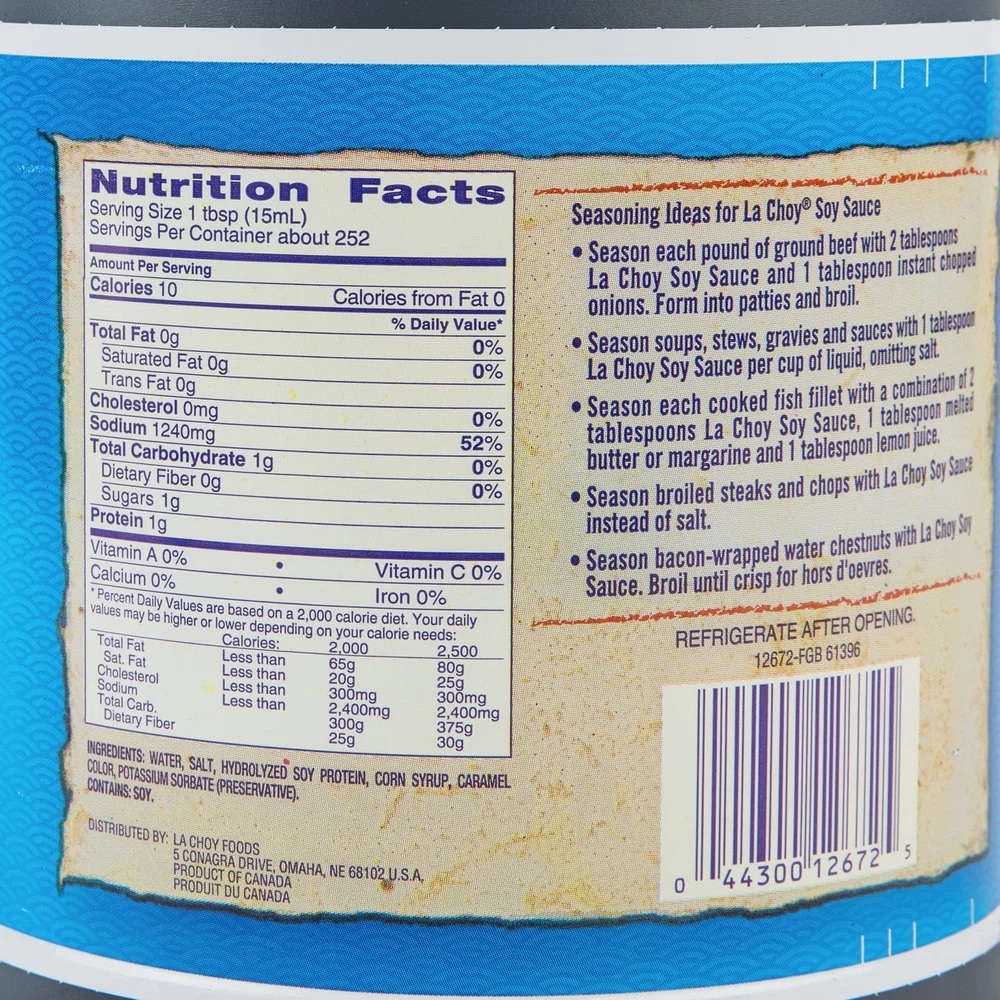 Nutrition Facts
Serving Size 1 tbsp (15mL)
Servings Per Container about 252
Amount Per Serving
Calories 10 Calories from Fat 0
% Daily Value*
Total Fat 0g 0%
Saturated Fat 0g 0%
Trans Fat 0g
Cholesterol 0mg 0%
Sodium 1240mg 52%
Total Carbohydrate 1g 0%
Dietary Fiber 0g 0%
Sugars 1g
Protein 1g
Vitamin A 0% • Vitamin C 0%
Calcium 0% • Iron 0%
*Percent Daily Values are based on a 2,000 calorie diet. Your daily
values may be higher or lower depending on your calorie needs:
Calories: 2,000 2,500
Total Fat Less than 65g 80g
Sat. Fat Less than 20g 25g
Cholesterol Less than 300mg 300mg
Sodium Less than 2,400mg 2,400mg
Total Carb. 300g 375g
Dietary Fiber 25g 30g
INGREDIENTS: WATER, SALT, HYDROLYZED SOY PROTEIN, CORN SYRUP, CARAMEL
COLOR, POTASSIUM SORBATE (PRESERVATIVE).
CONTAINS: SOY.
DISTRIBUTED BY: LA CHOY FOODS
5 CONAGRA DRIVE, OMAHA, NE 68102 U.S.A.
PRODUCT OF CANADA
PRODUIT DU CANADA
Seasoning Ideas for La Choy® Soy Sauce
• Season each pound of ground beef with 2 tablespoons
La Choy Soy Sauce and 1 tablespoon instant chopped
onions. Form into patties and broil.
• Season soups, stews, gravies and sauces with 1 tablespoon
La Choy Soy Sauce per cup of liquid, omitting salt.
• Season each cooked fish fillet with a combination of 2
tablespoons La Choy Soy Sauce, 1 tablespoon melted
butter or margarine and 1 tablespoon lemon juice.
• Season broiled steaks and chops with La Choy Soy Sauce
instead of salt.
• Season bacon-wrapped water chestnuts with La Choy Soy
Sauce. Broil until crisp for hors d'oevres.
REFRIGERATE AFTER OPENING.
12672-FGB 61396
0 44300 12672 5